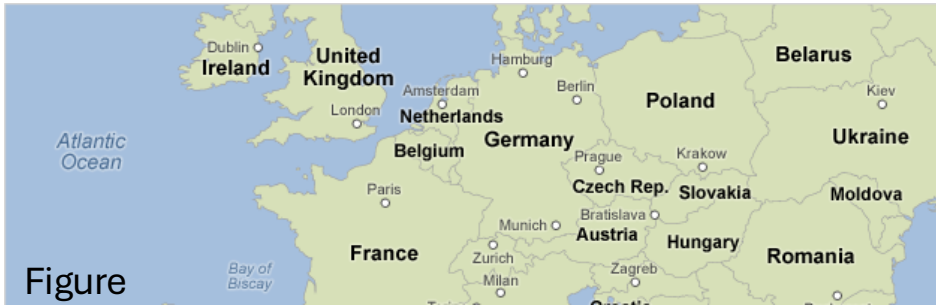 Dublin
Ireland
United
Kingdom
London
Hamburg
Amsterdam
Netherlands
Berlin
Germany
Poland
Belarus
Kiev
Ukraine
Atlantic
Ocean
Belgium
Paris
Prague
Czech Rep.
Krakow
Slovakia
Moldova
Bratislava
Munich
Austria
Hungary
Romania
France
Zurich
Zagreb
Milan
Bay of
Biscay
Figure